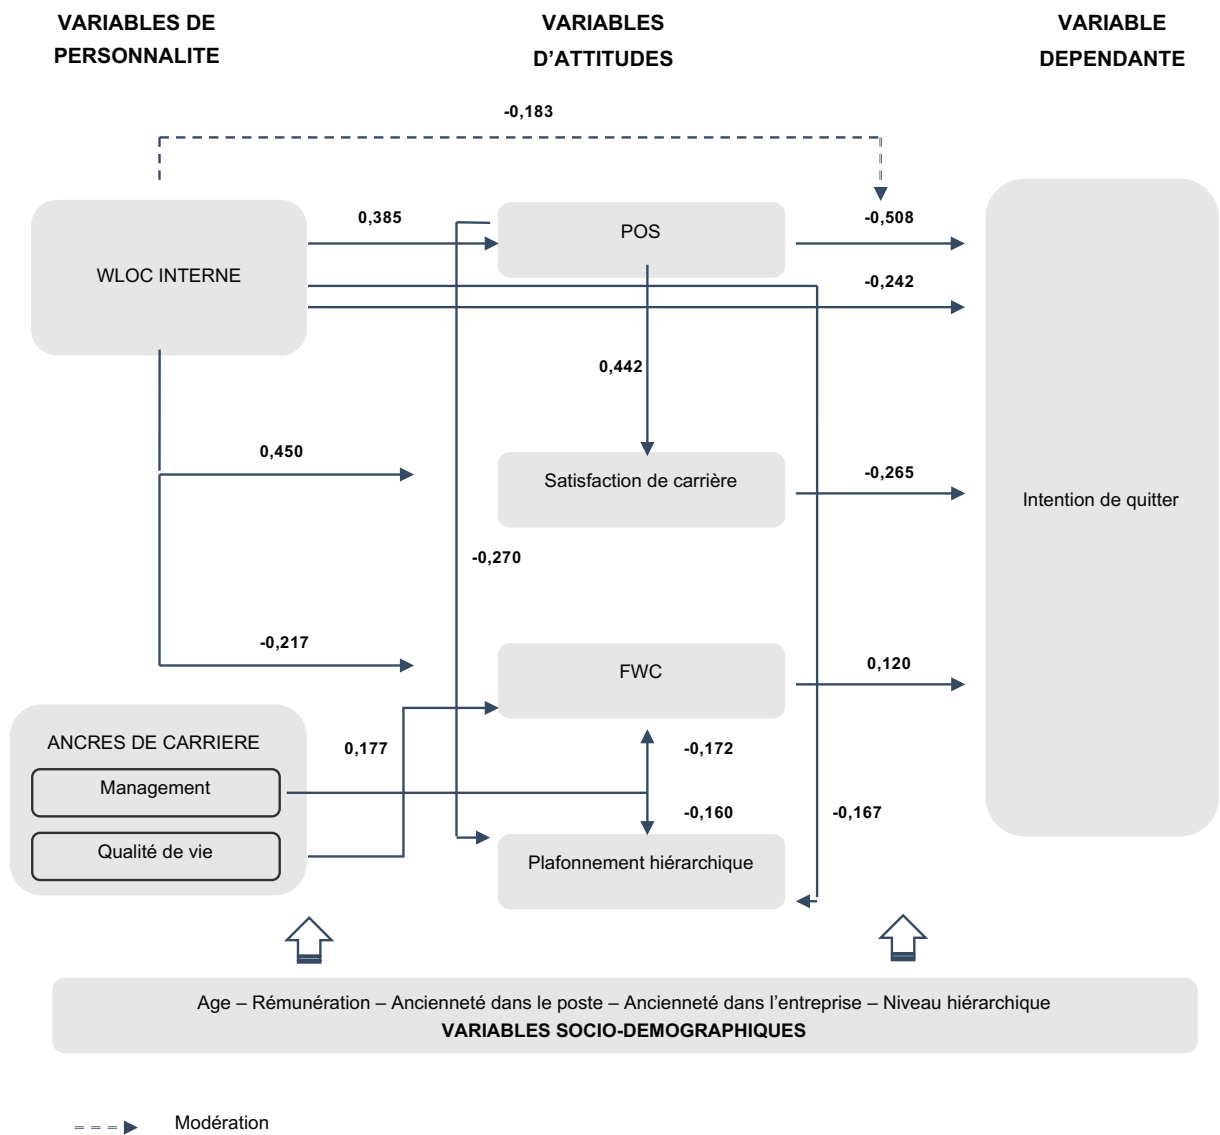 VARIABLES DE
PERSONNALITE
VARIABLES
D’ATTITUDES
VARIABLE
DEPENDANTE
-0,183
WLOC INTERNE
0,385
POS
-0,508
-0,242
0,442
0,450
Satisfaction de carrière
-0,265
Intention de quitter
-0,270
-0,217
FWC
0,120
ANCRES DE CARRIERE
Management
Qualité de vie
0,177
-0,172
-0,160
-0,167
Plafonnement hiérarchique
Age – Rémunération – Ancienneté dans le poste – Ancienneté dans l’entreprise – Niveau hiérarchique
VARIABLES SOCIO-DEMOGRAPHIQUES
Modération